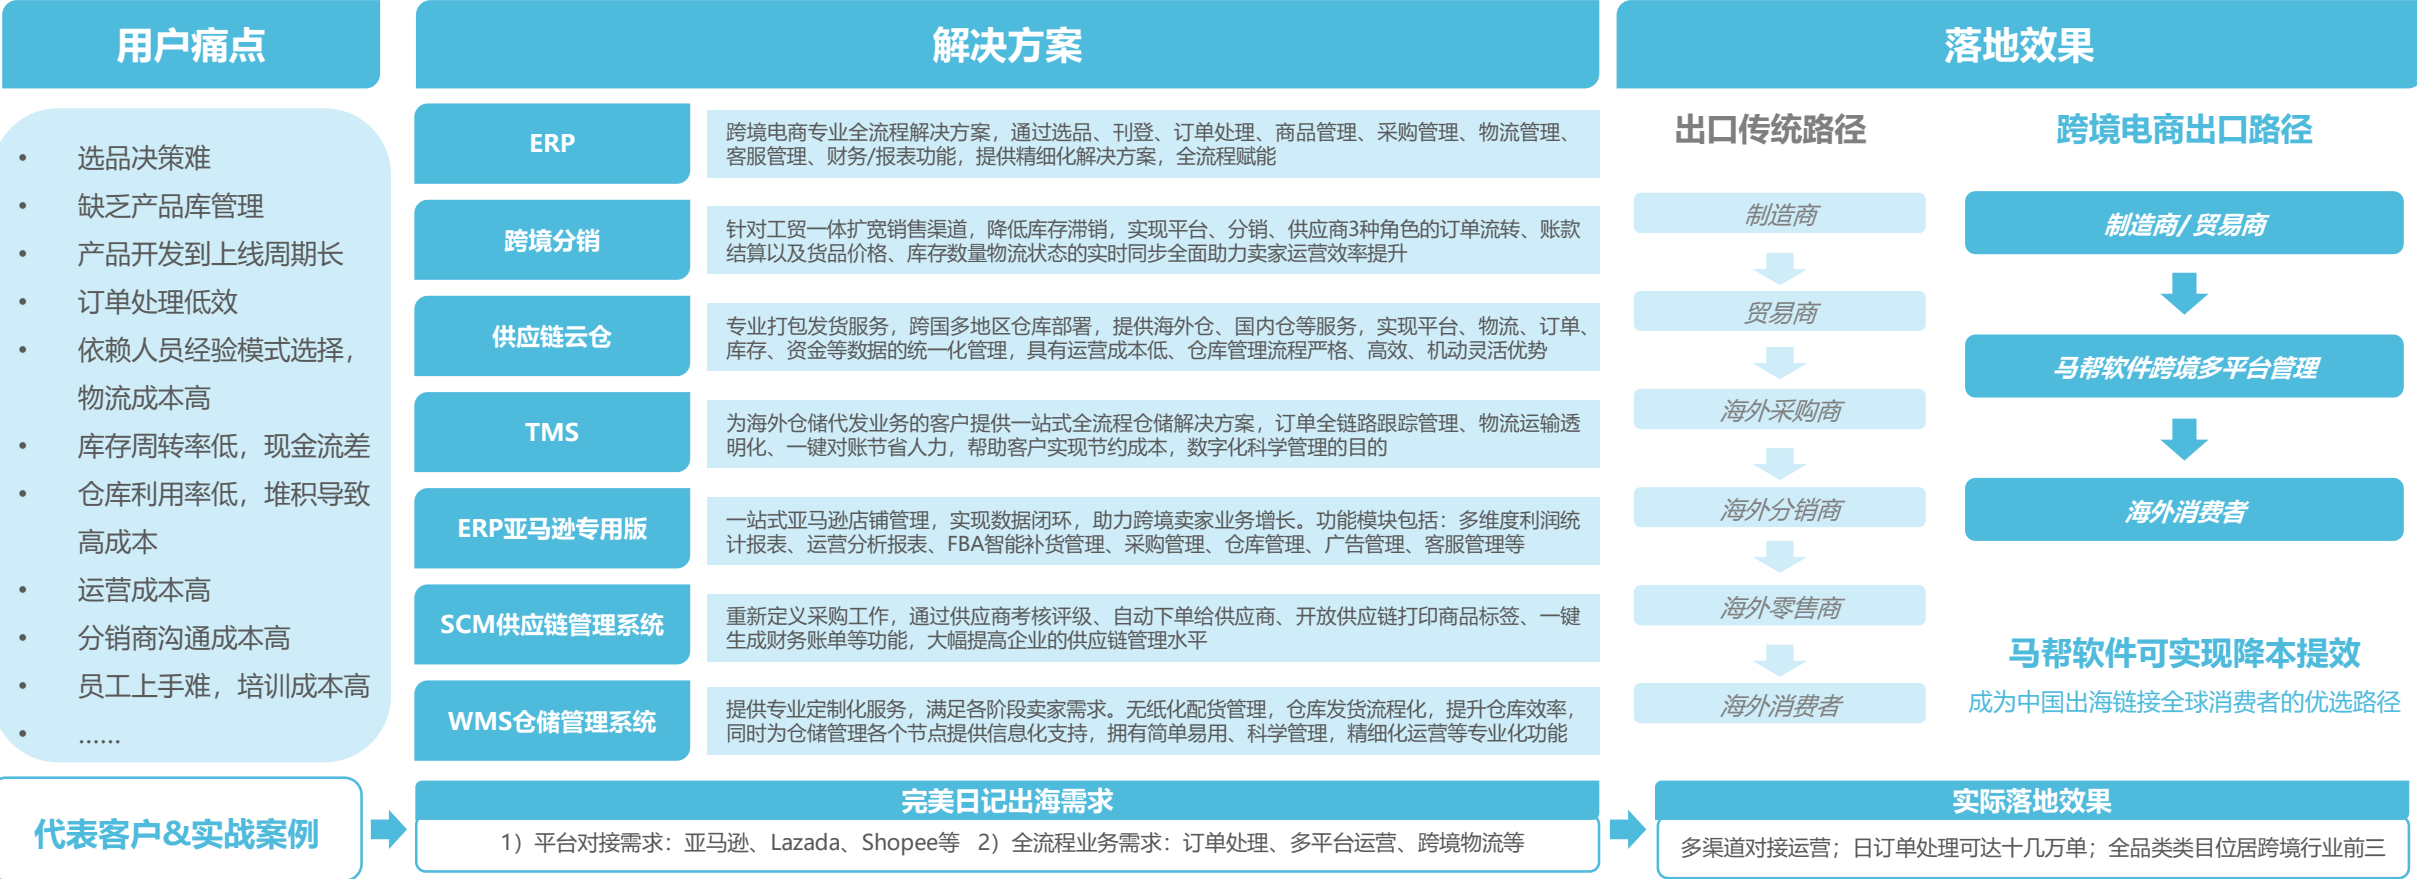 用户痛点
• 选品决策难
• 缺乏产品库管理
• 产品开发到上线周期长
• 订单处理低效
• 依赖人员经验模式选择，
物流成本高
• 库存周转率低，现金流差
• 仓库利用率低，堆积导致
高成本
• 运营成本高
• 分销商沟通成本高
• 员工上手难，培训成本高
• ……
解决方案
ERP
跨境电商专业全流程解决方案，通过选品、刊登、订单处理、商品管理、采购管理、物流管理、
客服管理、财务/报表功能，提供精细化解决方案，全流程赋能
跨境分销
针对工贸一体扩宽销售渠道，降低库存滞销，实现平台、分销、供应商3种角色的订单流转、账款
结算以及货品价格、库存数量物流状态的实时同步全面助力卖家运营效率提升
供应链云仓
专业打包发货服务，跨国多地区仓库部署，提供海外仓、国内仓等服务，实现平台、物流、订单、
库存、资金等数据的统一化管理，具有运营成本低、仓库管理流程严格、高效、机动灵活优势
TMS
为海外仓储代发业务的客户提供一站式全流程仓储解决方案，订单全链路跟踪管理、物流运输透
明化、一键对账节省人力，帮助客户实现节约成本，数字化科学管理的目的
ERP亚马逊专用版
一站式亚马逊店铺管理，实现数据闭环，助力跨境卖家业务增长。功能模块包括：多维度利润统
计报表、运营分析报表、FBA智能补货管理、采购管理、仓库管理、广告管理、客服管理等
SCM供应链管理系统
重新定义采购工作，通过供应商考核评级、自动下单给供应商、开放供应链打印商品标签、一键
生成财务账单等功能，大幅提高企业的供应链管理水平
WMS仓储管理系统
提供专业定制化服务，满足各阶段卖家需求。无纸化配货管理，仓库发货流程化，提升仓库效率，
同时为仓储管理各个节点提供信息化支持，拥有简单易用、科学管理，精细化运营等专业化功能
落地效果
出口传统路径
制造商
贸易商
海外采购商
海外分销商
海外零售商
海外消费者
跨境电商出口路径
制造商/贸易商
马帮软件跨境多平台管理
海外消费者
马帮软件可实现降本提效
成为中国出海链接全球消费者的优选路径
代表客户&实战案例
完美日记出海需求
1）平台对接需求：亚马逊、Lazada、Shopee等 2）全流程业务需求：订单处理、多平台运营、跨境物流等
实际落地效果
多渠道对接运营；日订单处理可达十几万单；全品类类目位居跨境行业前三